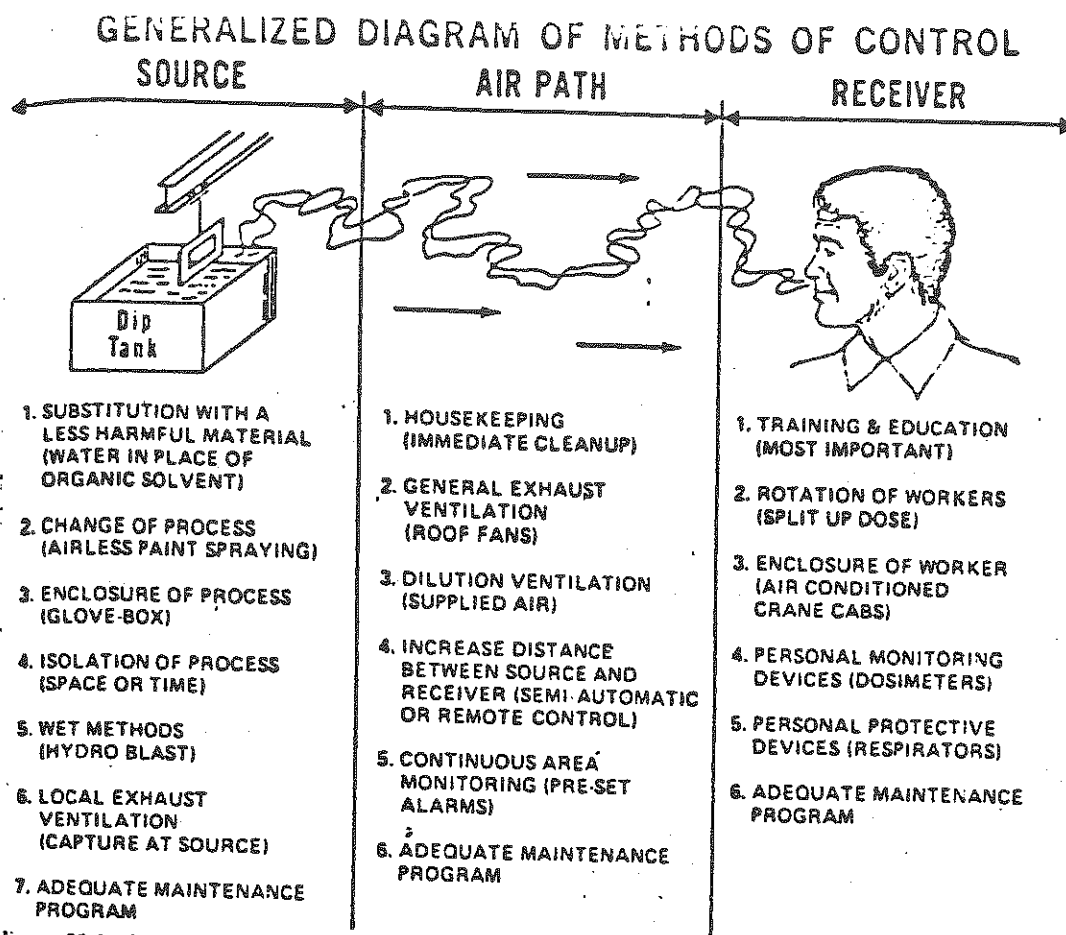 GENERALIZED DIAGRAM OF METHODS OF CONTROL
SOURCE
AIR PATH
RECEIVER
Dip
Tank
1. SUBSTITUTION WITH A
LESS HARMFUL MATERIAL
(WATER IN PLACE OF
ORGANIC SOLVENT)
2. CHANGE OF PROCESS
(AIRLESS PAINT SPRAYING)
3. ENCLOSURE OF PROCESS
(GLOVE-BOX)
4. ISOLATION OF PROCESS
(SPACE OR TIME)
5. WET METHODS
(HYDRO BLAST)
6. LOCAL EXHAUST
VENTILATION
(CAPTURE AT SOURCE)
7. ADEQUATE MAINTENANCE
PROGRAM
1. HOUSEKEEPING
(IMMEDIATE CLEANUP)
2. GENERAL EXHAUST
VENTILATION
(ROOF FANS)
3. DILUTION VENTILATION
(SUPPLIED AIR)
4. INCREASE DISTANCE
BETWEEN SOURCE AND
RECEIVER (SEMI-AUTOMATIC
OR REMOTE CONTROL)
5. CONTINUOUS AREA
MONITORING (PRE-SET
ALARMS)
6. ADEQUATE MAINTENANCE
PROGRAM
1. TRAINING & EDUCATION
(MOST IMPORTANT)
2. ROTATION OF WORKERS
(SPLIT UP DOSE)
3. ENCLOSURE OF WORKER
(AIR CONDITIONED
CRANE CABS)
4. PERSONAL MONITORING
DEVICES (DOSIMETERS)
5. PERSONAL PROTECTIVE
DEVICES (RESPIRATORS)
6. ADEQUATE MAINTENANCE
PROGRAM